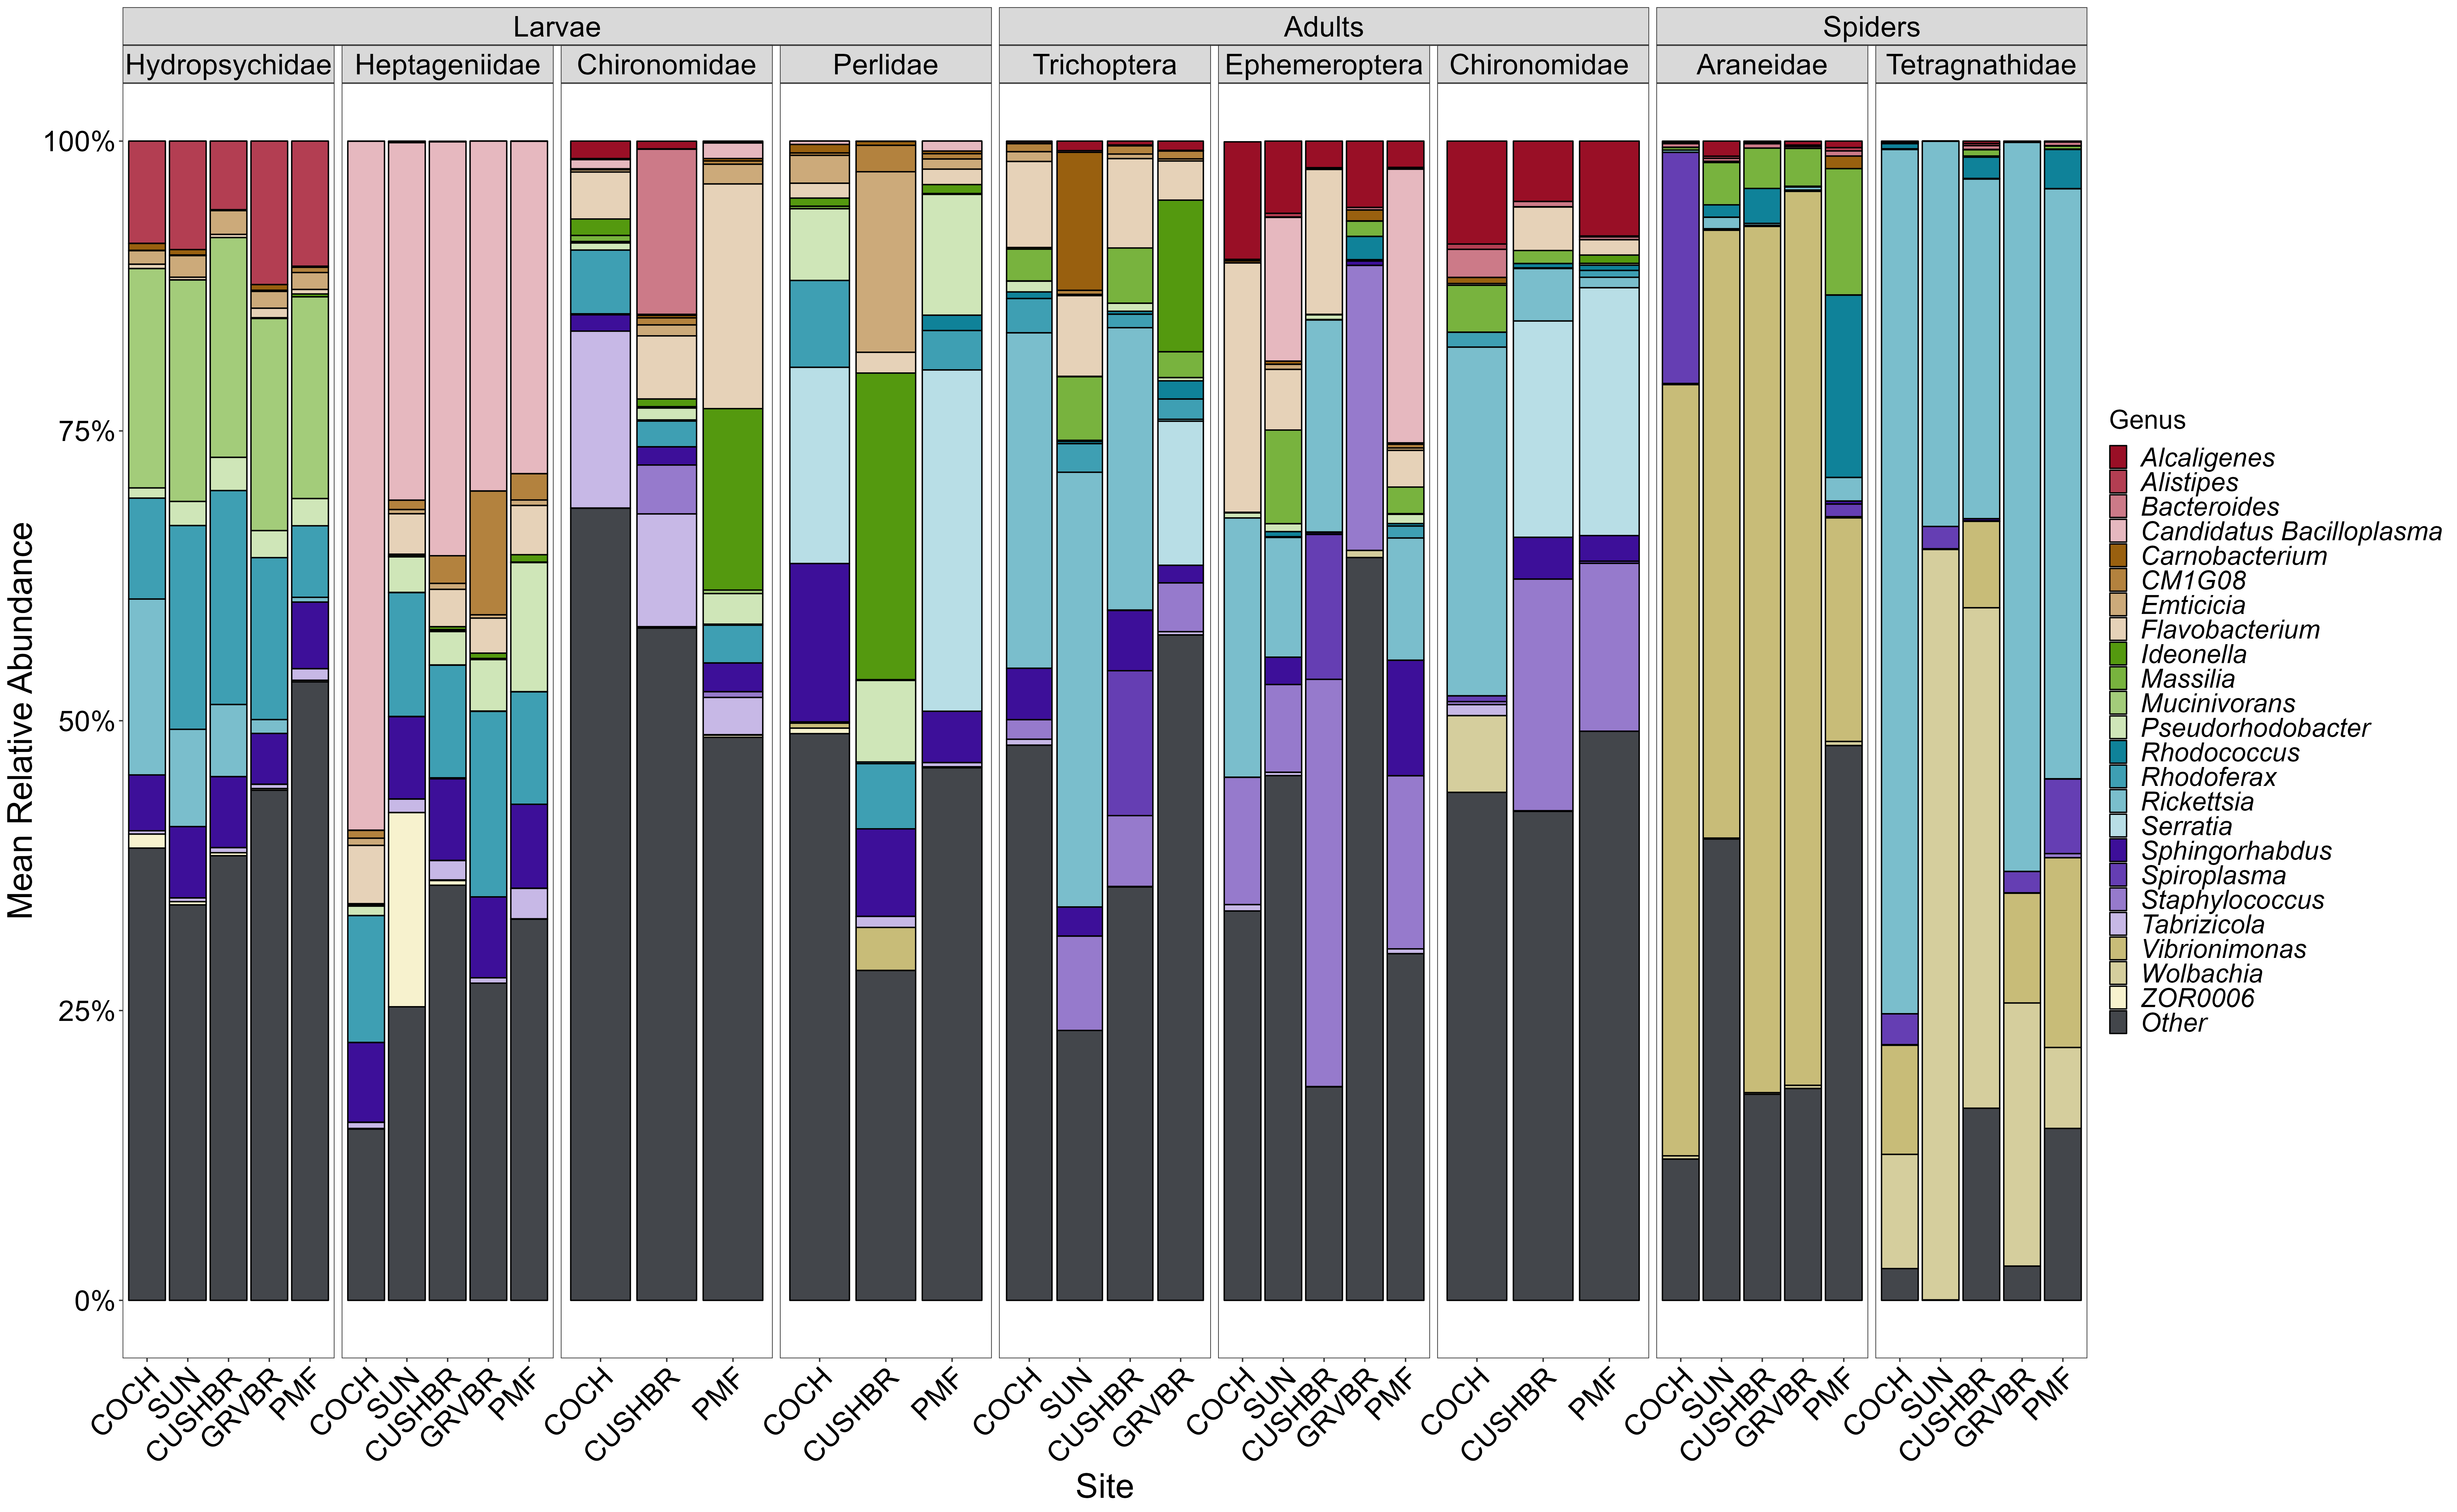 Larvae Adults Spiders
Hydropsychidae Heptageniidae Chironomidae Perlidae Trichoptera Ephemeroptera Chironomidae Araneidae Tetragnathidae
Mean Relative Abundance
100%
75%
50%
25%
0%
COCH SUN CUSHBR GRVBR PMF COCH SUN CUSHBR GRVBR PMF COCH CUSHBR PMF COCH CUSHBR PMF COCH SUN CUSHBR GRVBR COCH SUN CUSHBR GRVBR PMF COCH CUSHBR PMF COCH SUN CUSHBR GRVBR PMF COCH SUN CUSHBR GRVBR PMF
Site
Genus
Alcaligenes
Alistipes
Bacteroides
Candidatus Bacilloplasma
Carnobacterium
CM1G08
Emticicia
Flavobacterium
Ideonella
Massilia
Mucinivorans
Pseudorhodobacter
Rhodococcus
Rhodoferax
Rickettsia
Serratia
Sphingorhabdus
Spiroplasma
Staphylococcus
Tabrizicola
Vibrionimonas
Wolbachia
ZOR0006
Other